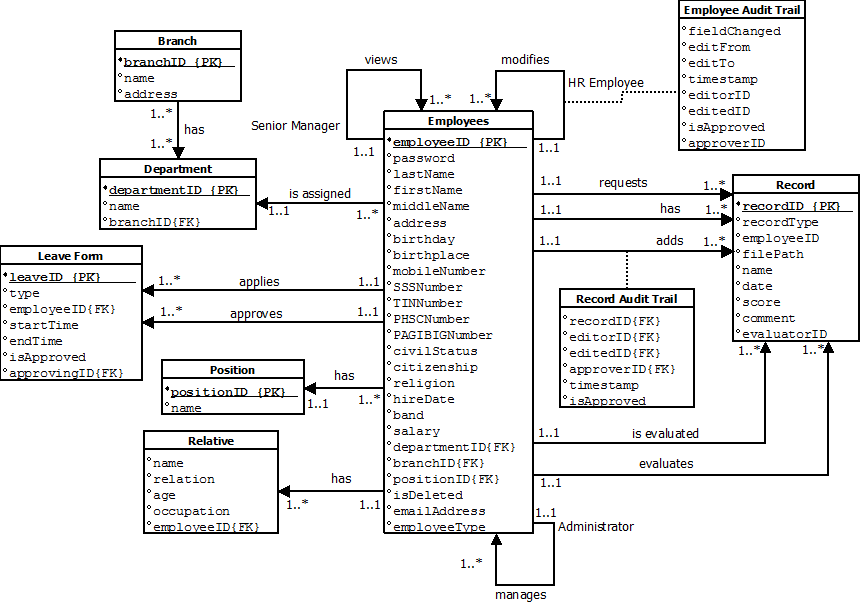 Employee Audit Trail
fieldChanged
editFrom
editTo
timestamp
editorID
editedID
isApproved
approverID
Branch
branchID {PK}
name
address
1..*
has
1..*
views
modifies
HR Employee
Senior Manager
1..*
1..*
1..1
1..1
Employees
employeeID {PK}
password
lastName
firstName
middleName
address
birthday
birthplace
mobileNumber
SSSNumber
TINNumber
PHSCNumber
PAGIBIGNumber
civilStatus
citizenship
religion
hireDate
band
salary
departmentID{FK}
branchID{FK}
positionID{FK}
isDeleted
emailAddress
employeeType
Department
departmentID {PK}
name
branchID{FK}
is assigned
1..1
1..*
Leave Form
leaveID {PK}
type
employeeID{FK}
startTime
endTime
isApproved
approvingID{FK}
1..*
applies
1..1
1..*
approves
1..1
Position
positionID {PK}
name
has
1..1
1..*
Relative
name
relation
age
occupation
employeeID{FK}
has
1..*
1..1
1..1
requests
1..*
1..1
has
1..*
1..1
adds
1..*
Record
recordID {PK}
recordType
employeeID
filePath
name
date
score
comment
evaluatorID
1..*
1..*
Record Audit Trail
recordID{FK}
editorID{FK}
editedID{FK}
approverID{FK}
timestamp
isApproved
1..1
is evaluated
evaluates
1..1
1..1
Administrator
1..*
manages